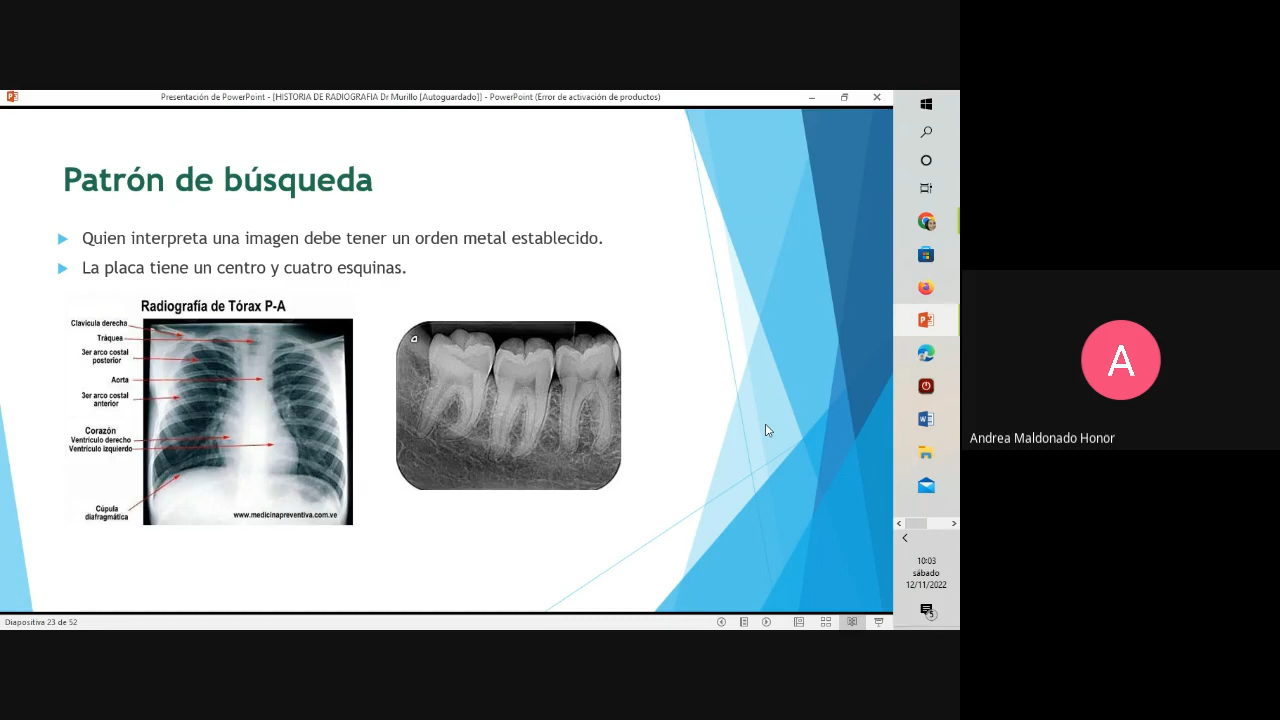 Presentación de PowerPoint - [HISTORIA DE RADIOGRAFIA Dr Murillo [Autoguardado]] - PowerPoint (Error de activación de productos)
Patrón de búsqueda
Quien interpreta una imagen debe tener un orden metal establecido.
La placa tiene un centro y cuatro esquinas.
Radiografía de Tórax P-A
Clavícula derecha
Tráquea
3er arco costal
posterior
Aorta
3er arco costal
anterior
Corazón
Ventrículo derecho
Ventrículo izquierdo
Cúpula
diafragmática
www.medicinapreventiva.com.ve
Diapositiva 23 de 52
10:03
sábado
12/11/2022
5
A
Andrea Maldonado Honor